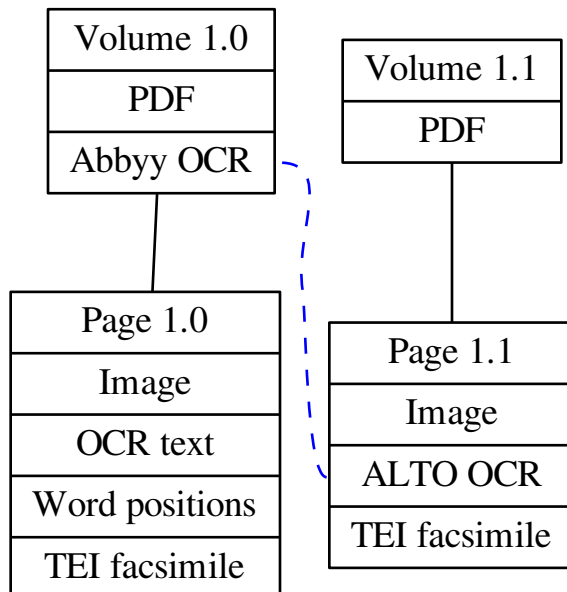 Volume 1.0
PDF
Abbyy OCR
Volume 1.1
PDF
Page 1.0
Image
OCR text
Word positions
TEI facsimile
Page 1.1
Image
ALTO OCR
TEI facsimile